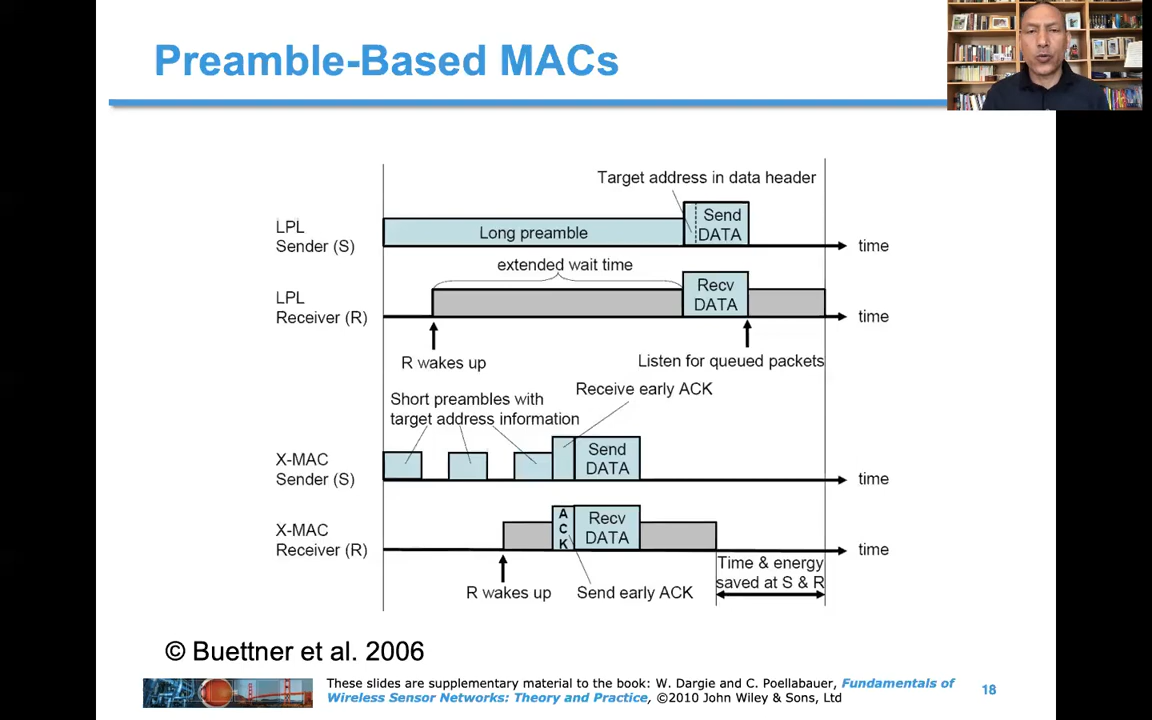 Preamble-Based MACs
Target address in data header
LPL
Sender (S)
Long preamble
Send
DATA
time
extended wait time
LPL
Receiver (R)
Recv
DATA
time
R wakes up
Listen for queued packets
Short preambles with
target address information
Receive early ACK
X-MAC
Sender (S)
Send
DATA
time
X-MAC
Receiver (R)
A
C
K
Recv
DATA
time
R wakes up
Send early ACK
Time & energy
saved at S & R
© Buettner et al. 2006
These slides are supplementary material to the book: W. Dargie and C. Poellabauer, Fundamentals of
Wireless Sensor Networks: Theory and Practice, ©2010 John Wiley & Sons, Ltd
18